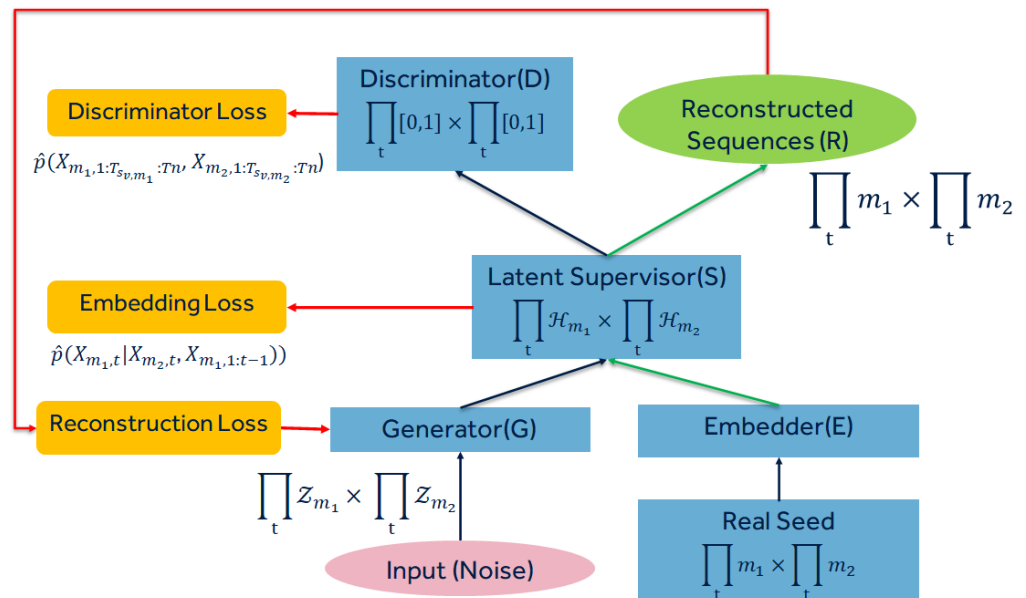 Discriminator(D)
∏_t [0,1] × ∏_t [0,1]
Discriminator Loss
p̂(X_{m_1,1:T_{s_{v,m_1}}:Tn}, X_{m_2,1:T_{s_{v,m_2}}:Tn})
Reconstructed
Sequences (R)
∏_t m_1 × ∏_t m_2
Latent Supervisor(S)
∏_t ℋ_{m_1} × ∏_t ℋ_{m_2}
Embedding Loss
p̂(X_{m_1,t}|X_{m_2,t}, X_{m_1,1:t−1}))
Reconstruction Loss
Generator(G)
Embedder(E)
∏_t 𝒵_{m_1} × ∏_t 𝒵_{m_2}
Real Seed
∏_t m_1 × ∏_t m_2
Input (Noise)